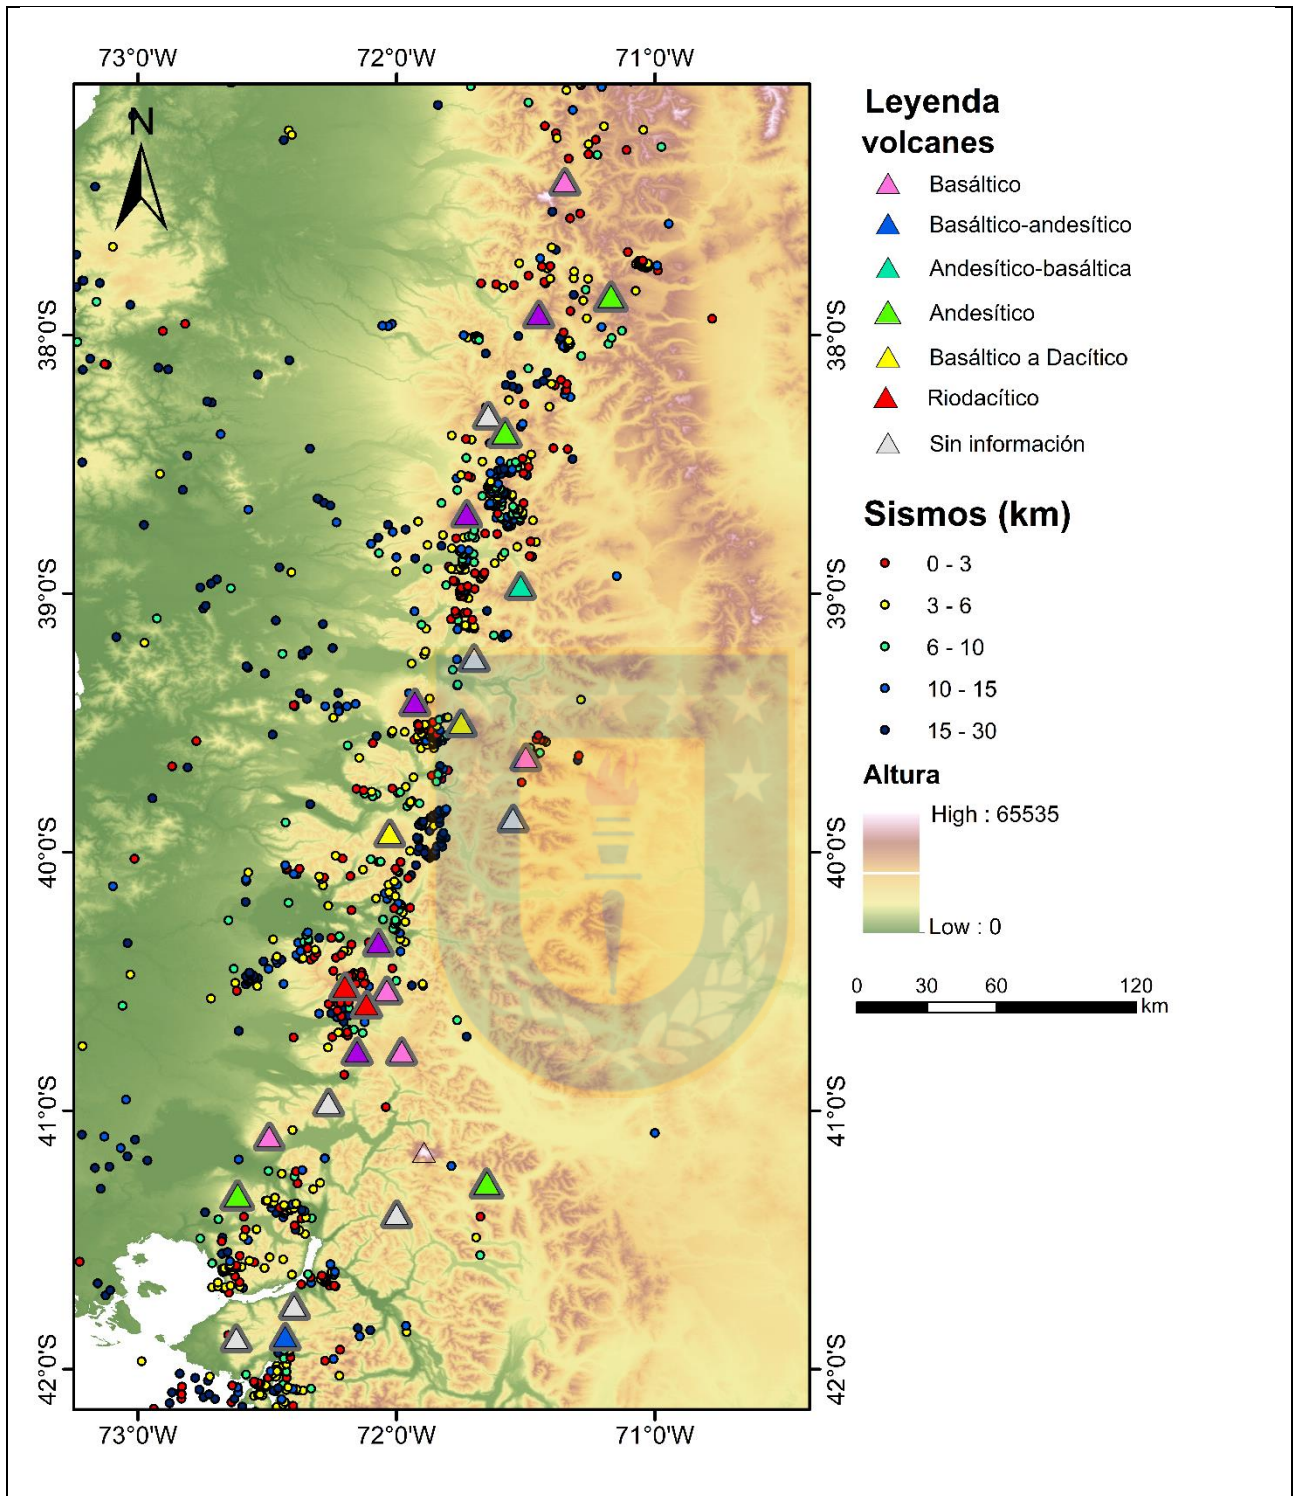 73°0'W 72°0'W 71°0'W
N
38°0'S
39°0'S
40°0'S
41°0'S
42°0'S
38°0'S
39°0'S
40°0'S
41°0'S
42°0'S
73°0'W 72°0'W 71°0'W
Leyenda
volcanes
Basáltico
Basáltico-andesítico
Andesítico-basáltica
Andesítico
Basáltico a Dacítico
Riodacítico
Sin información
Sismos (km)
0 - 3
3 - 6
6 - 10
10 - 15
15 - 30
Altura
High : 65535
Low : 0
0 30 60 120
km